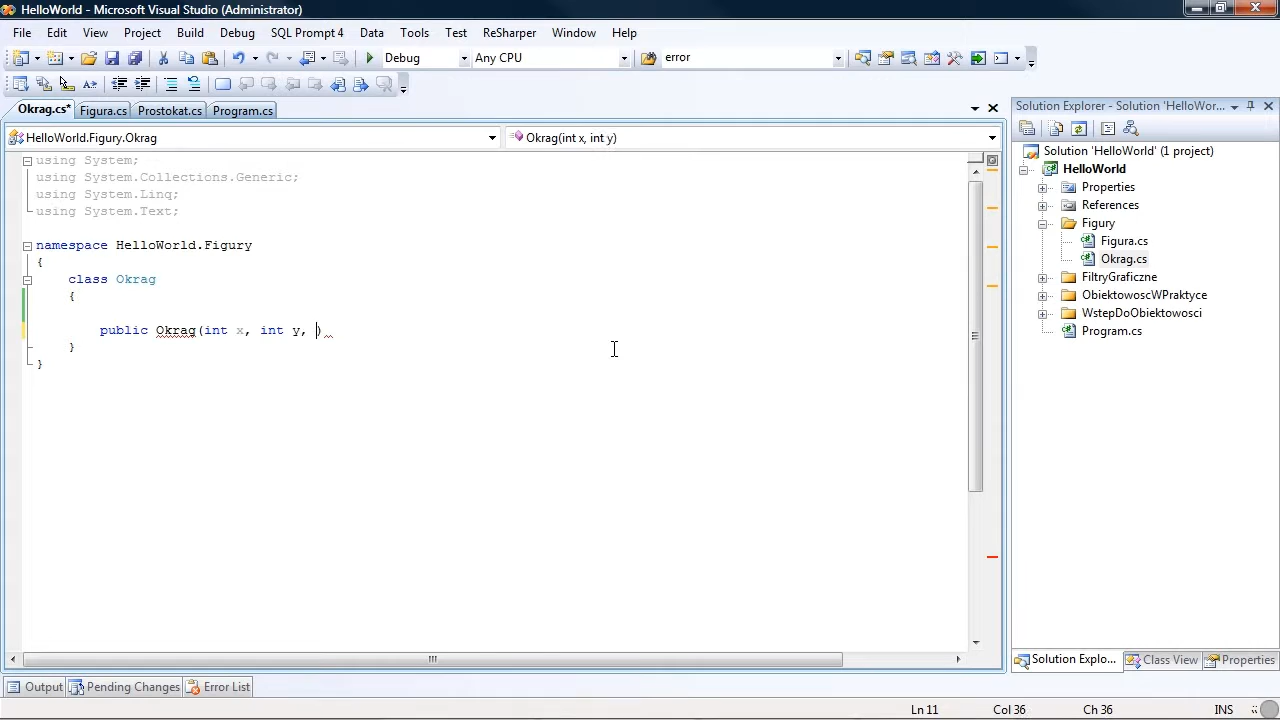 HelloWorld - Microsoft Visual Studio (Administrator)
File Edit View Project Build Debug SQL Prompt 4 Data Tools Test ReSharper Window Help
Debug Any CPU error
Okrag.cs* Figura.cs Prostokat.cs Program.cs
HelloWorld.Figury.Okrag Okrag(int x, int y)
using System;
using System.Collections.Generic;
using System.Linq;
using System.Text;
namespace HelloWorld.Figury
{
class Okrag
{
public Okrag(int x, int y, )
}
}
Solution Explorer - Solution 'HelloWor...
Solution 'HelloWorld' (1 project)
HelloWorld
Properties
References
Figury
Figura.cs
Okrag.cs
FiltryGraficzne
ObiektowoscWPraktyce
WstepDoObiektowosci
Program.cs
Solution Explo... Class View Properties
Output Pending Changes Error List
Ln 11 Col 36 Ch 36 INS